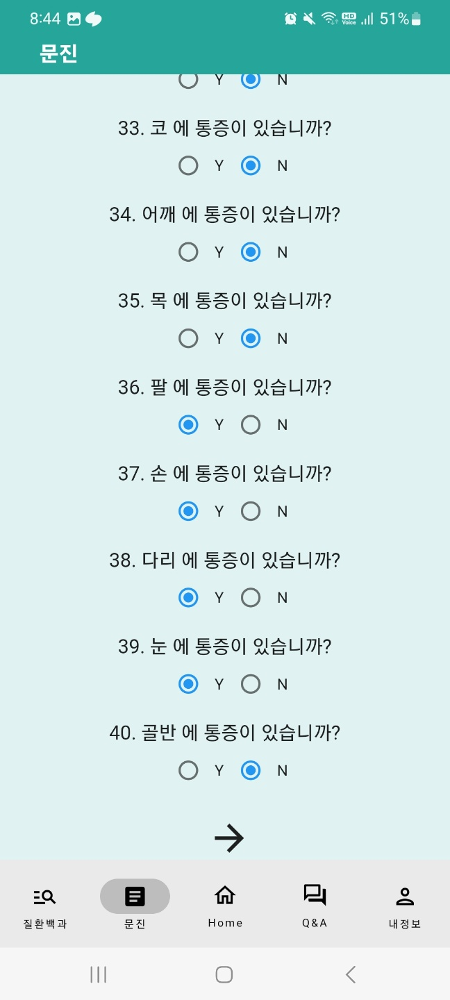 8:44
HD Voice 51%
문진
Y N
33. 코 에 통증이 있습니까?
Y N
34. 어깨 에 통증이 있습니까?
Y N
35. 목 에 통증이 있습니까?
Y N
36. 팔 에 통증이 있습니까?
Y N
37. 손 에 통증이 있습니까?
Y N
38. 다리 에 통증이 있습니까?
Y N
39. 눈 에 통증이 있습니까?
Y N
40. 골반 에 통증이 있습니까?
Y N
질환백과 문진 Home Q&A 내정보